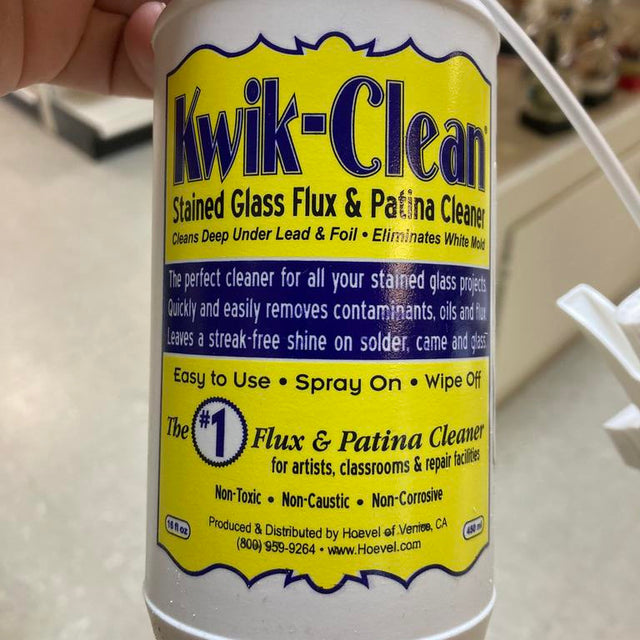 Kwik-Clean
Stained Glass Flux & Patina Cleaner
Cleans Deep Under Lead & Foil • Eliminates White Mold
The perfect cleaner for all your stained glass projects
Quickly and easily removes contaminants, oils and flux
Leaves a streak-free shine on solder, came and glass.
Easy to Use • Spray On • Wipe Off
The #1 Flux & Patina Cleaner
for artists, classrooms & repair facilities
Non-Toxic • Non-Caustic • Non-Corrosive
16 fl oz
Produced & Distributed by Hoevel of Venice, CA
480 ml
(800) 959-9264 • www.Hoevel.com